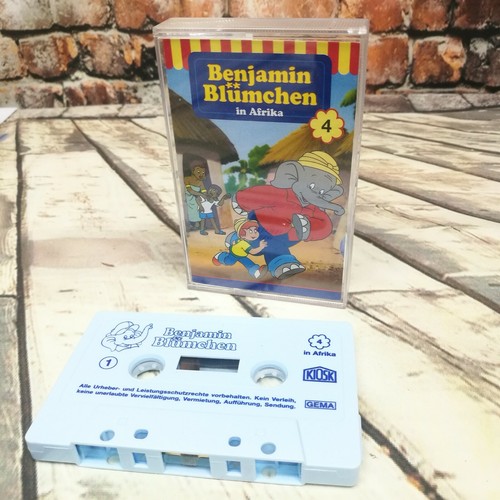 Benjamin
Blümchen
in Afrika
4
Benjamin
Blümchen
4
in Afrika
1
KIOSK
Alle Urheber- und Leistungsschutzrechte vorbehalten. Kein Verleih,
keine unerlaubte Vervielfältigung, Vermietung, Aufführung, Sendung.
GEMA